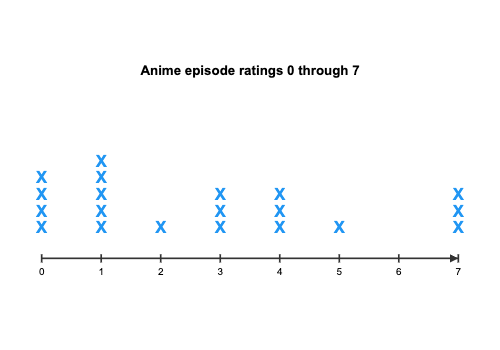 Anime episode ratings 0 through 7
X X
X X X X X
X X X X X
X X X X X X X
0 1 2 3 4 5 6 7